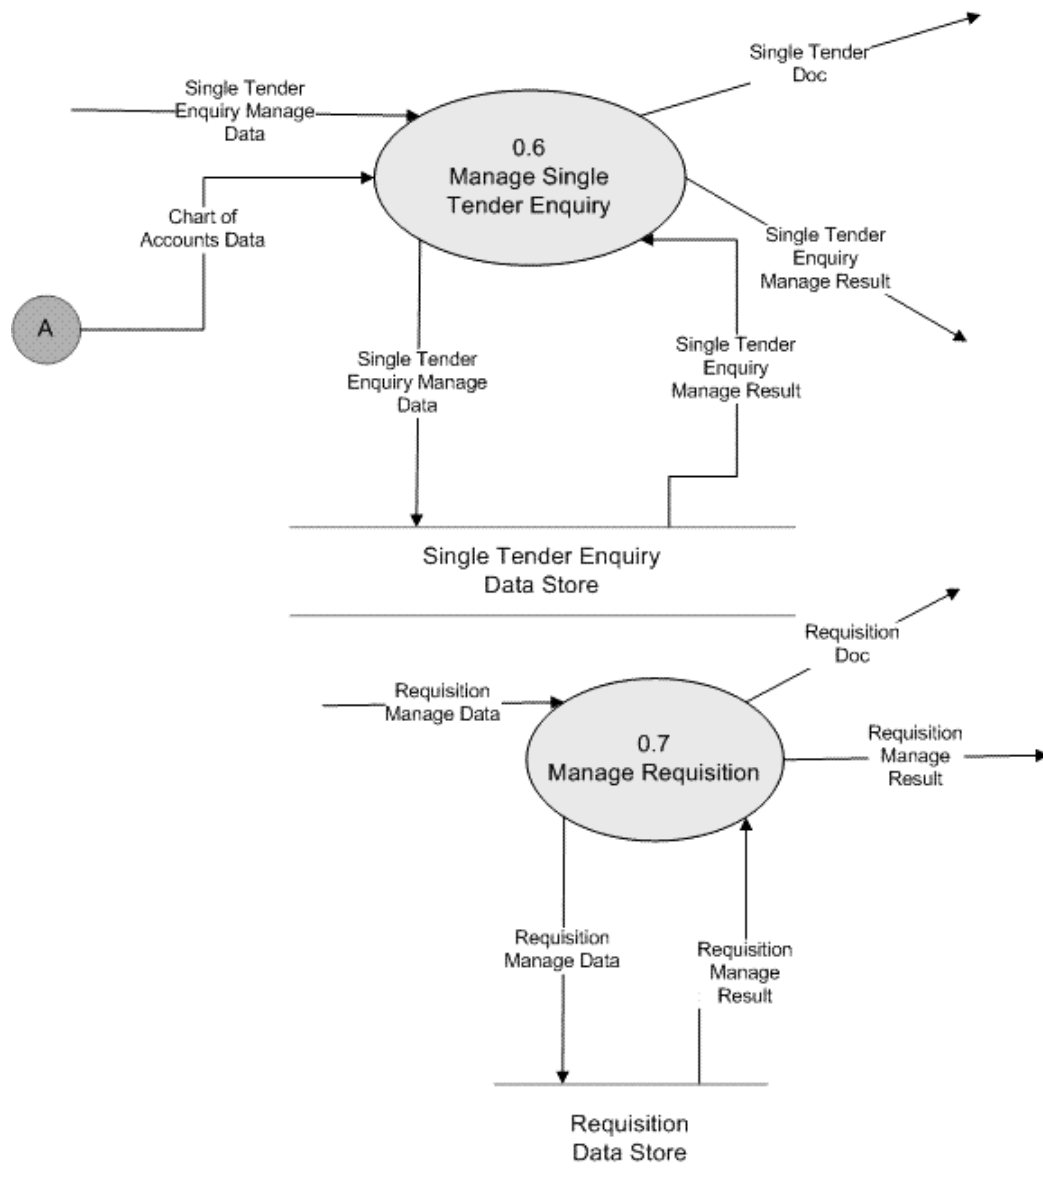 Single Tender
Doc
Single Tender
Enquiry Manage
Data
0.6
Manage Single
Tender Enquiry
Chart of
Accounts Data
Single Tender
Enquiry
Manage Result
A
Single Tender
Enquiry Manage
Data
Single Tender
Enquiry
Manage Result
Single Tender Enquiry
Data Store
Requisition
Doc
Requisition
Manage Data
0.7
Manage Requisition
Requisition
Manage
Result
Requisition
Manage Data
Requisition
Manage
Result
Requisition
Data Store